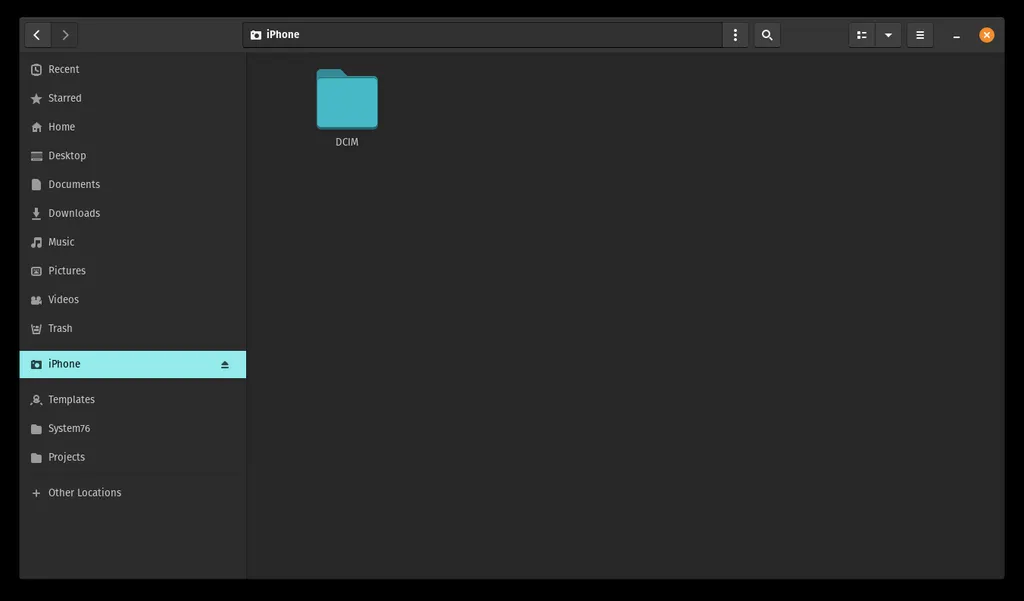 iPhone
Recent
Starred
Home
Desktop
Documents
Downloads
Music
Pictures
Videos
Trash
iPhone
Templates
System76
Projects
Other Locations
DCIM